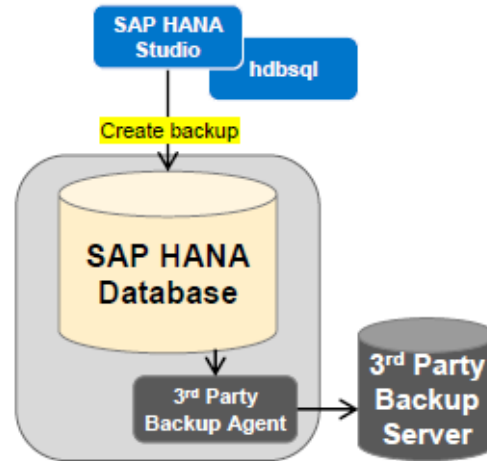 SAP HANA
Studio
hdbsql
Create backup
SAP HANA
Database
3rd Party
Backup Agent
3rd Party
Backup
Server